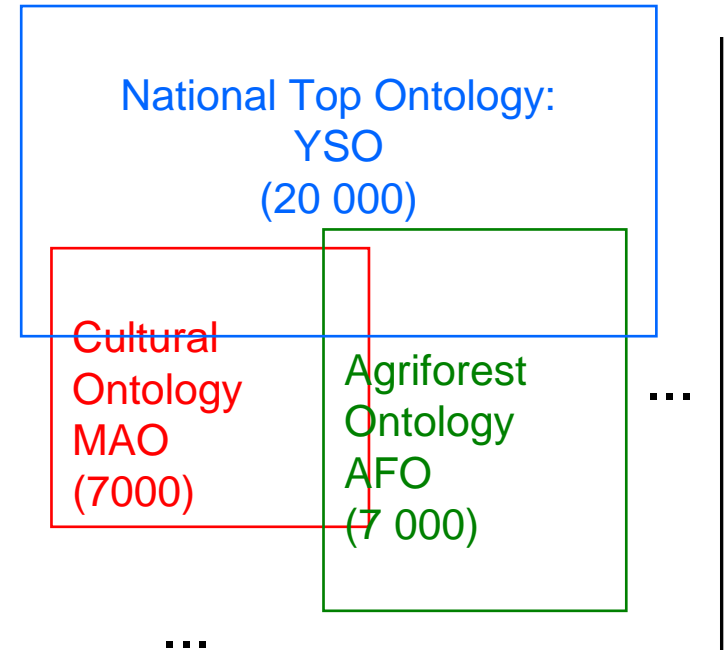 National Top Ontology:
YSO
(20 000)
Cultural
Ontology
MAO
(7000)
Agriforest
Ontology
AFO
(7 000)
...
...